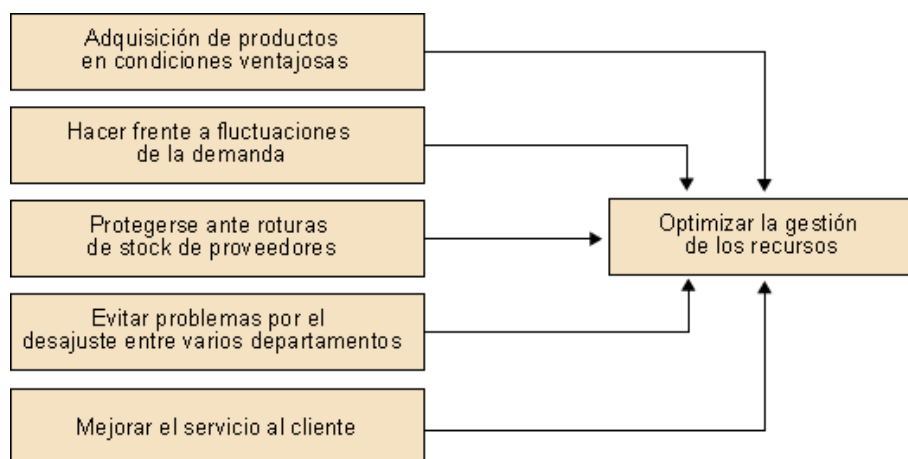 Adquisición de productos
en condiciones ventajosas
Hacer frente a fluctuaciones
de la demanda
Protegerse ante roturas
de stock de proveedores
Evitar problemas por el
desajuste entre varios departamentos
Mejorar el servicio al cliente
Optimizar la gestión
de los recursos